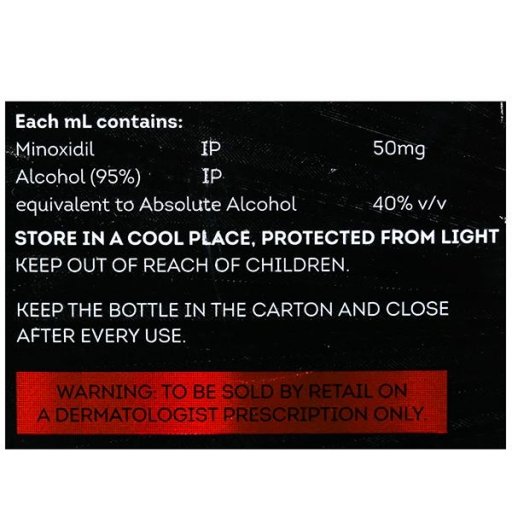 Each mL contains:
Minoxidil IP 50mg
Alcohol (95%) IP
equivalent to Absolute Alcohol 40% v/v
STORE IN A COOL PLACE, PROTECTED FROM LIGHT
KEEP OUT OF REACH OF CHILDREN.
KEEP THE BOTTLE IN THE CARTON AND CLOSE
AFTER EVERY USE.
WARNING: TO BE SOLD BY RETAIL ON
A DERMATOLOGIST PRESCRIPTION ONLY.